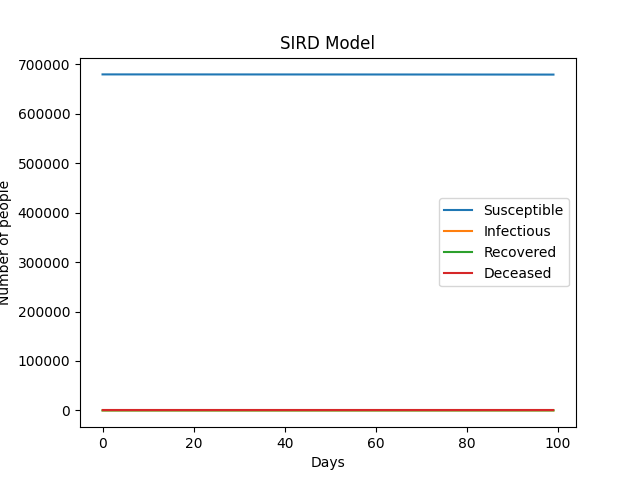 SIRD Model
700000
600000
500000
400000
300000
200000
100000
0
Number of people
Susceptible
Infectious
Recovered
Deceased
0 20 40 60 80 100
Days